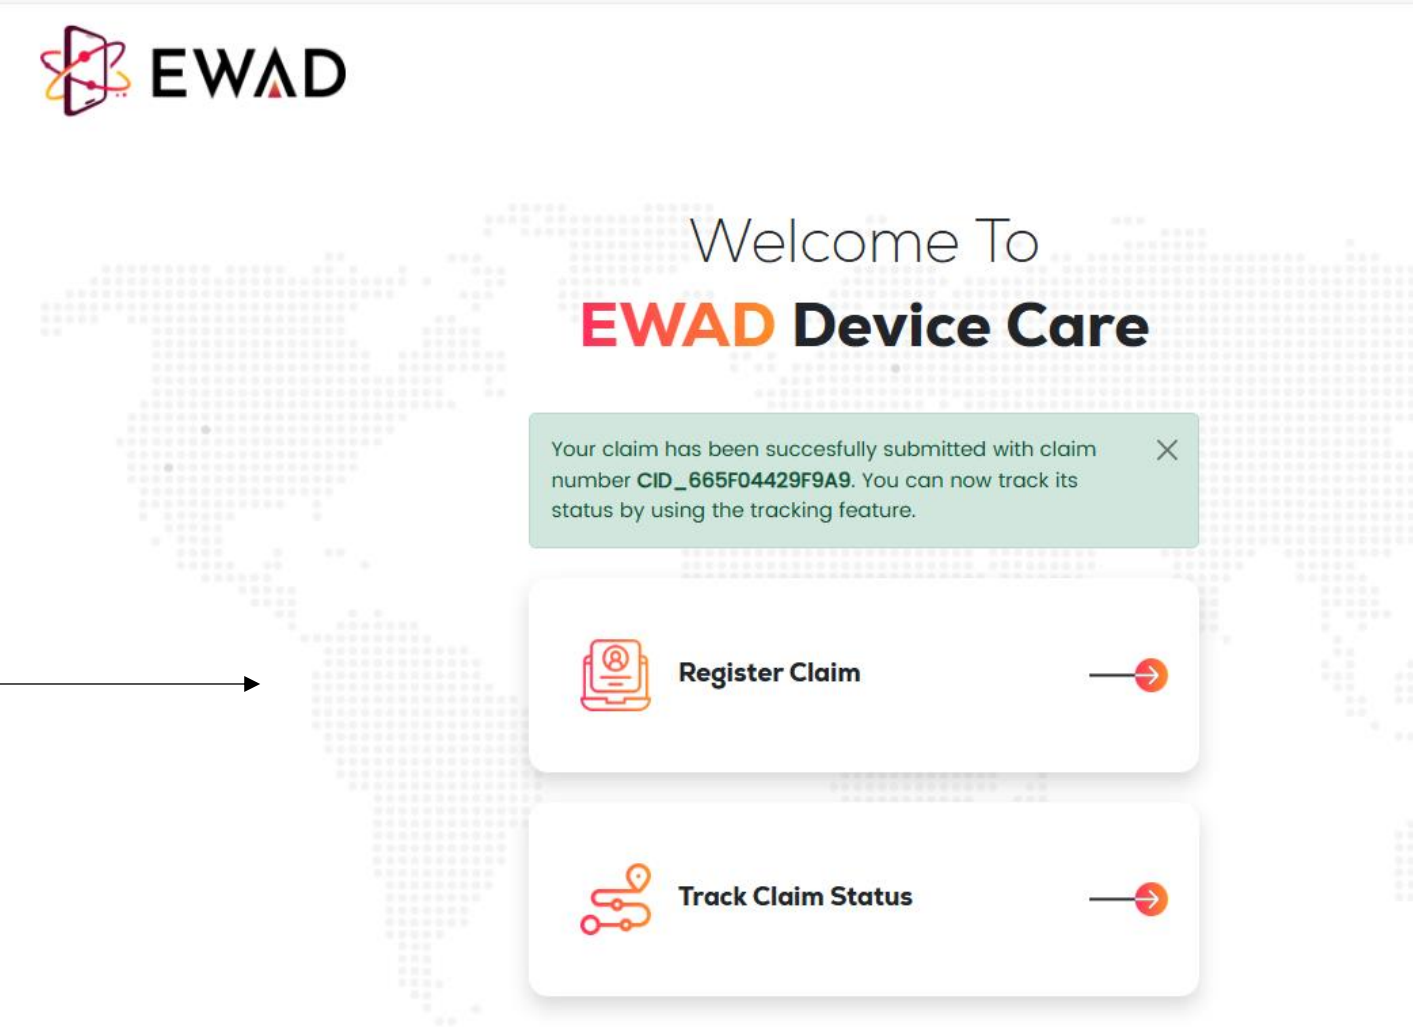 EWAD
Welcome To
EWAD Device Care
Your claim has been succesfully submitted with claim
number CID_665F04429F9A9. You can now track its
status by using the tracking feature.
Register Claim
Track Claim Status